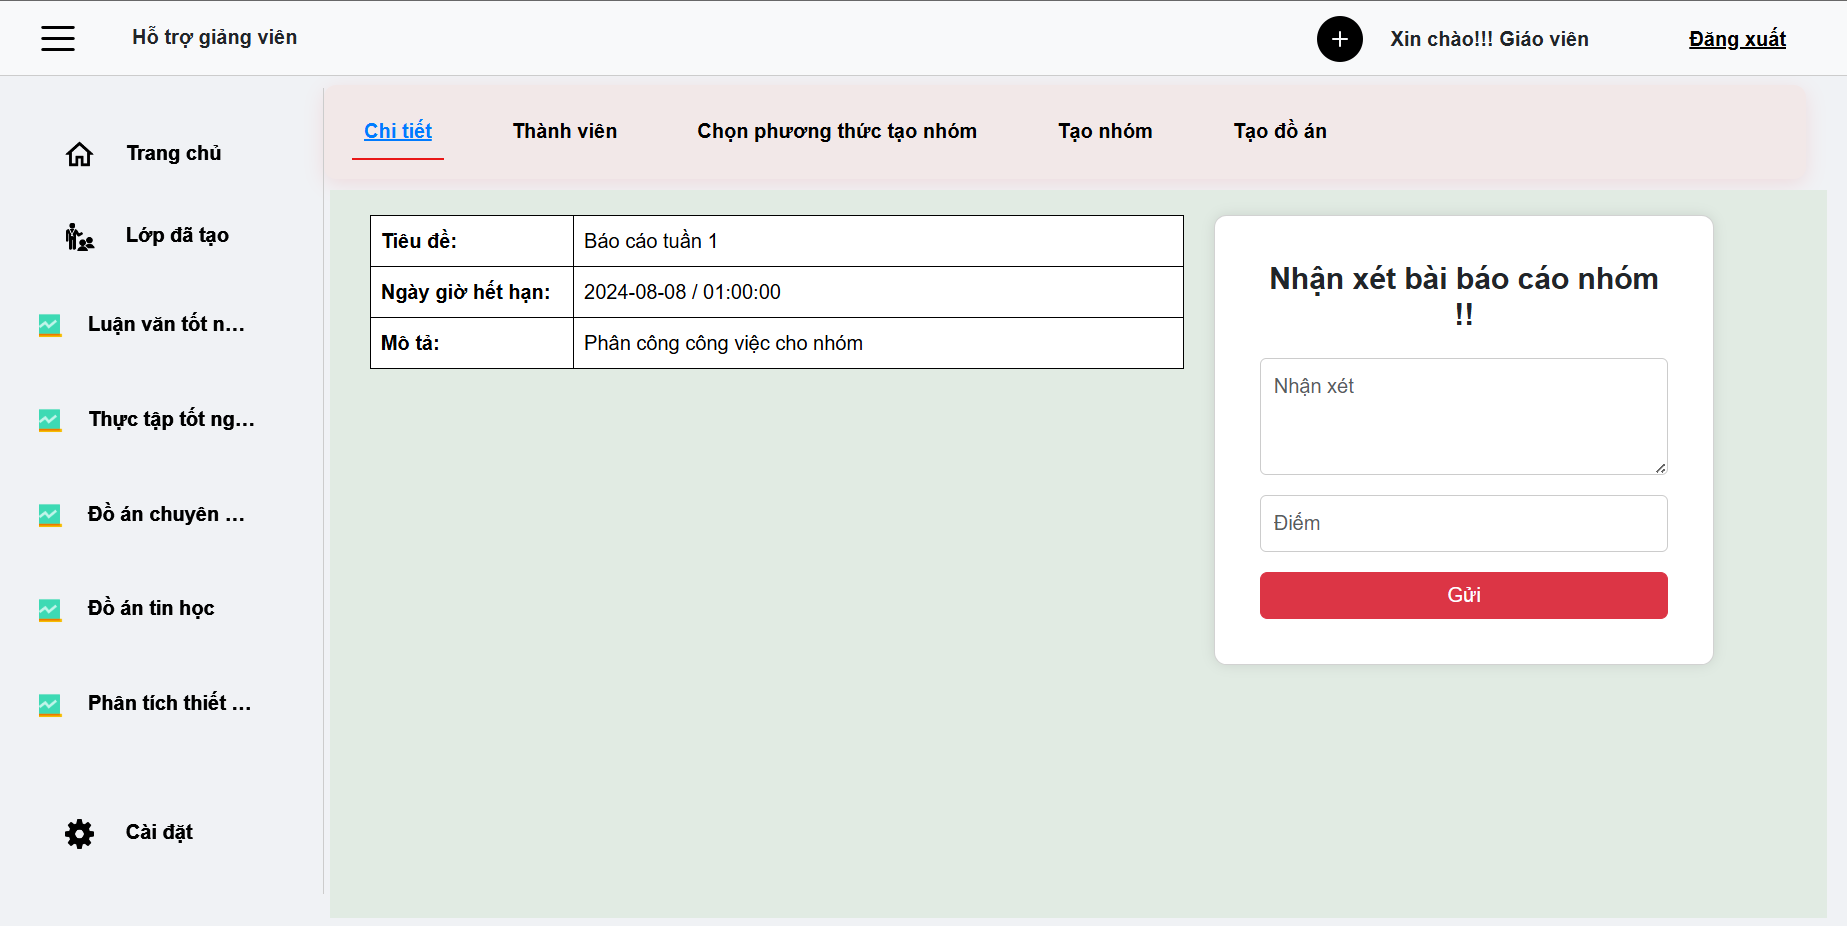 Hỗ trợ giảng viên
Xin chào!!! Giáo viên
Đăng xuất
Trang chủ
Lớp đã tạo
Luận văn tốt n...
Thực tập tốt ng...
Đồ án chuyên ...
Đồ án tin học
Phân tích thiết ...
Cài đặt
Chi tiết
Thành viên
Chọn phương thức tạo nhóm
Tạo nhóm
Tạo đồ án
Tiêu đề: Báo cáo tuần 1
Ngày giờ hết hạn: 2024-08-08 / 01:00:00
Mô tả: Phân công công việc cho nhóm
Nhận xét bài báo cáo nhóm
!!
Nhận xét
Điểm
Gửi